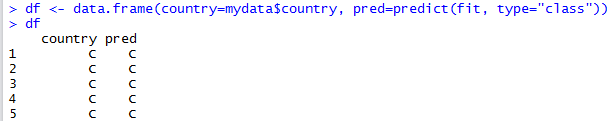 > df <- data.frame(country=mydata$country, pred=predict(fit, type="class"))
> df
country pred
1 C C
2 C C
3 C C
4 C C
5 C C